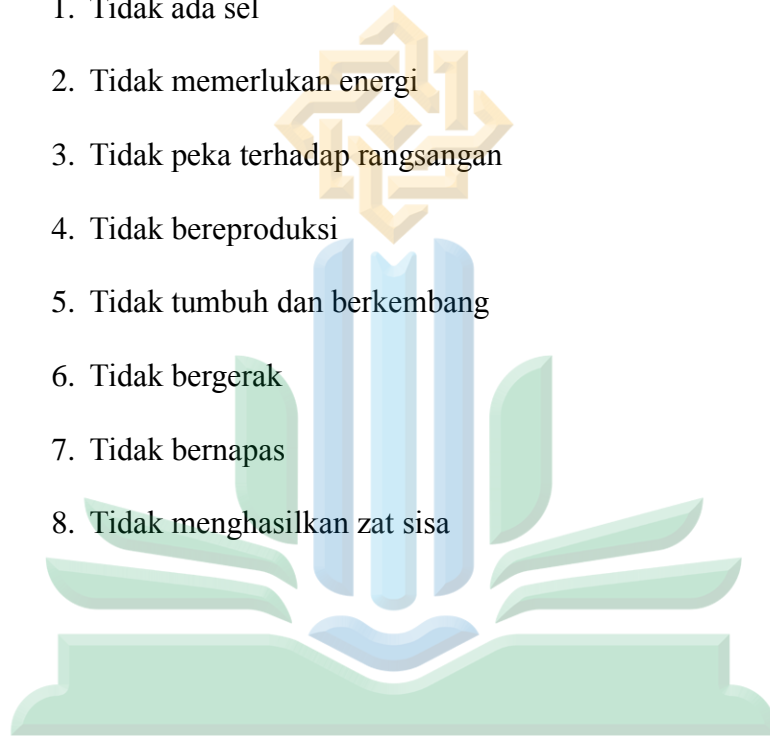 1. Tidak ada sel
2. Tidak memerlukan energi
3. Tidak peka terhadap rangsangan
4. Tidak bereproduksi
5. Tidak tumbuh dan berkembang
6. Tidak bergerak
7. Tidak bernapas
8. Tidak menghasilkan zat sisa